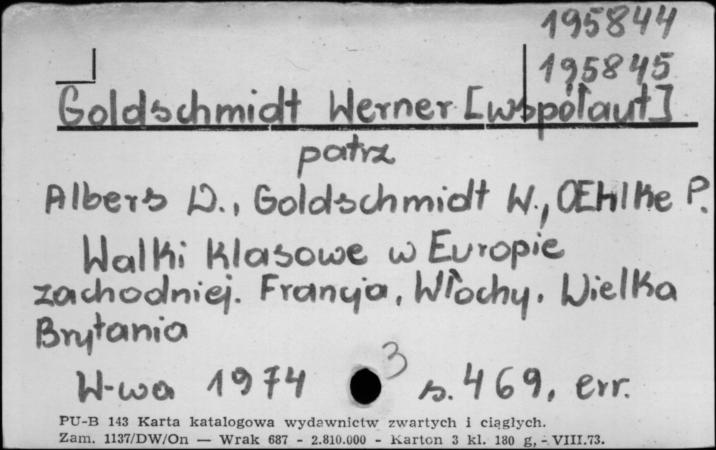 195844
195845
Goldschmidt Werner [współaut]
patrz
Albers D., Goldschmidt W., OEhlke P.
Walki klasowe w Europie
zachodniej. Francja, Włochy, Wielka
Brytania
W-wa 1974 3 s. 469, err.
PU-B 143 Karta katalogowa wydawnictw zwartych i ciągłych.
Zam. 1137/DW/On — Wrak 687 - 2.810.000 - Karton 3 kl. 180 g, - VIII.73.